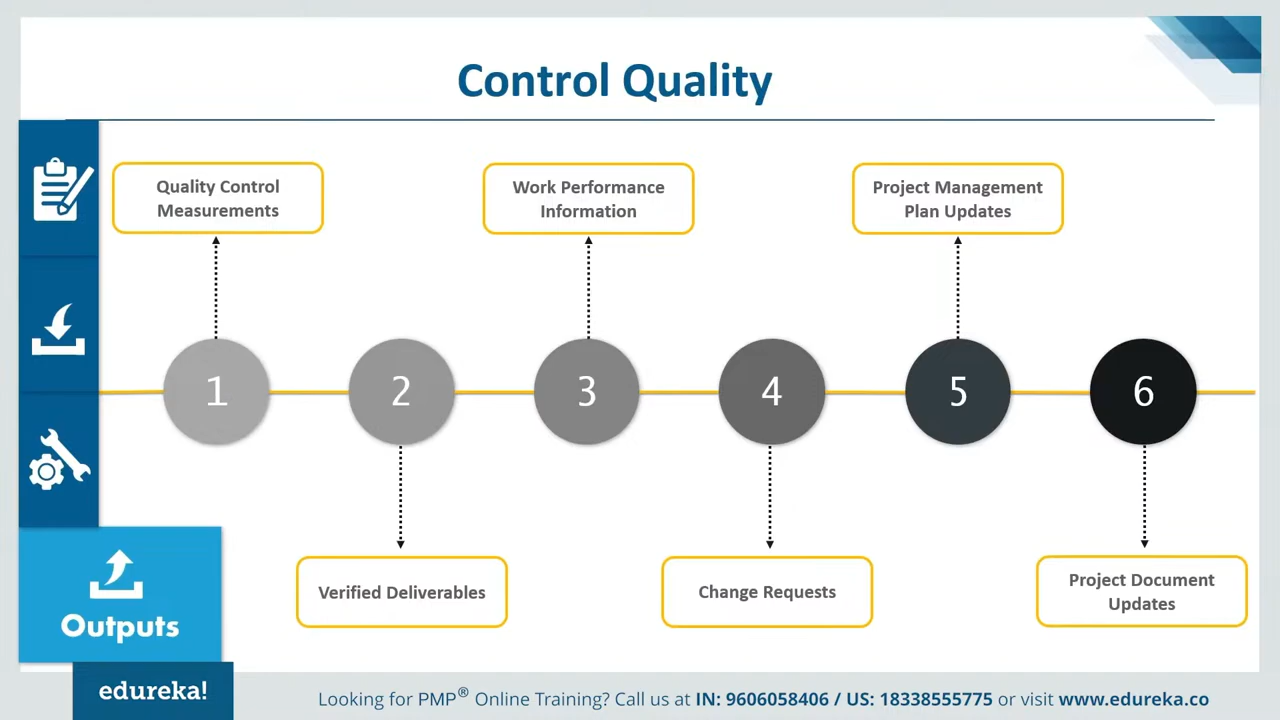 Control Quality
Quality Control
Measurements
Work Performance
Information
Project Management
Plan Updates
1
2
3
4
5
6
Verified Deliverables
Change Requests
Project Document
Updates
Outputs
edureka!
Looking for PMP® Online Training? Call us at IN: 9606058406 / US: 18338555775 or visit www.edureka.co